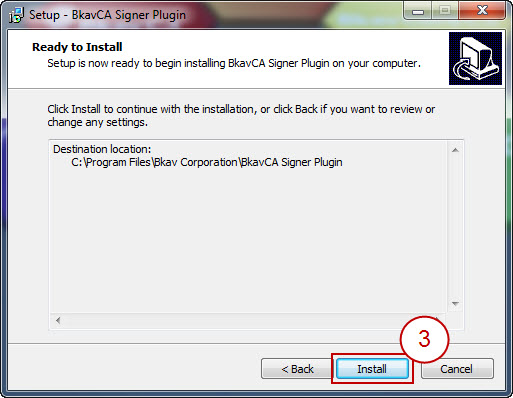 Setup - BkavCA Signer Plugin
Ready to Install
Setup is now ready to begin installing BkavCA Signer Plugin on your computer.
Click Install to continue with the installation, or click Back if you want to review or
change any settings.
Destination location:
C:\Program Files\Bkav Corporation\BkavCA Signer Plugin
3
< Back
Install
Cancel